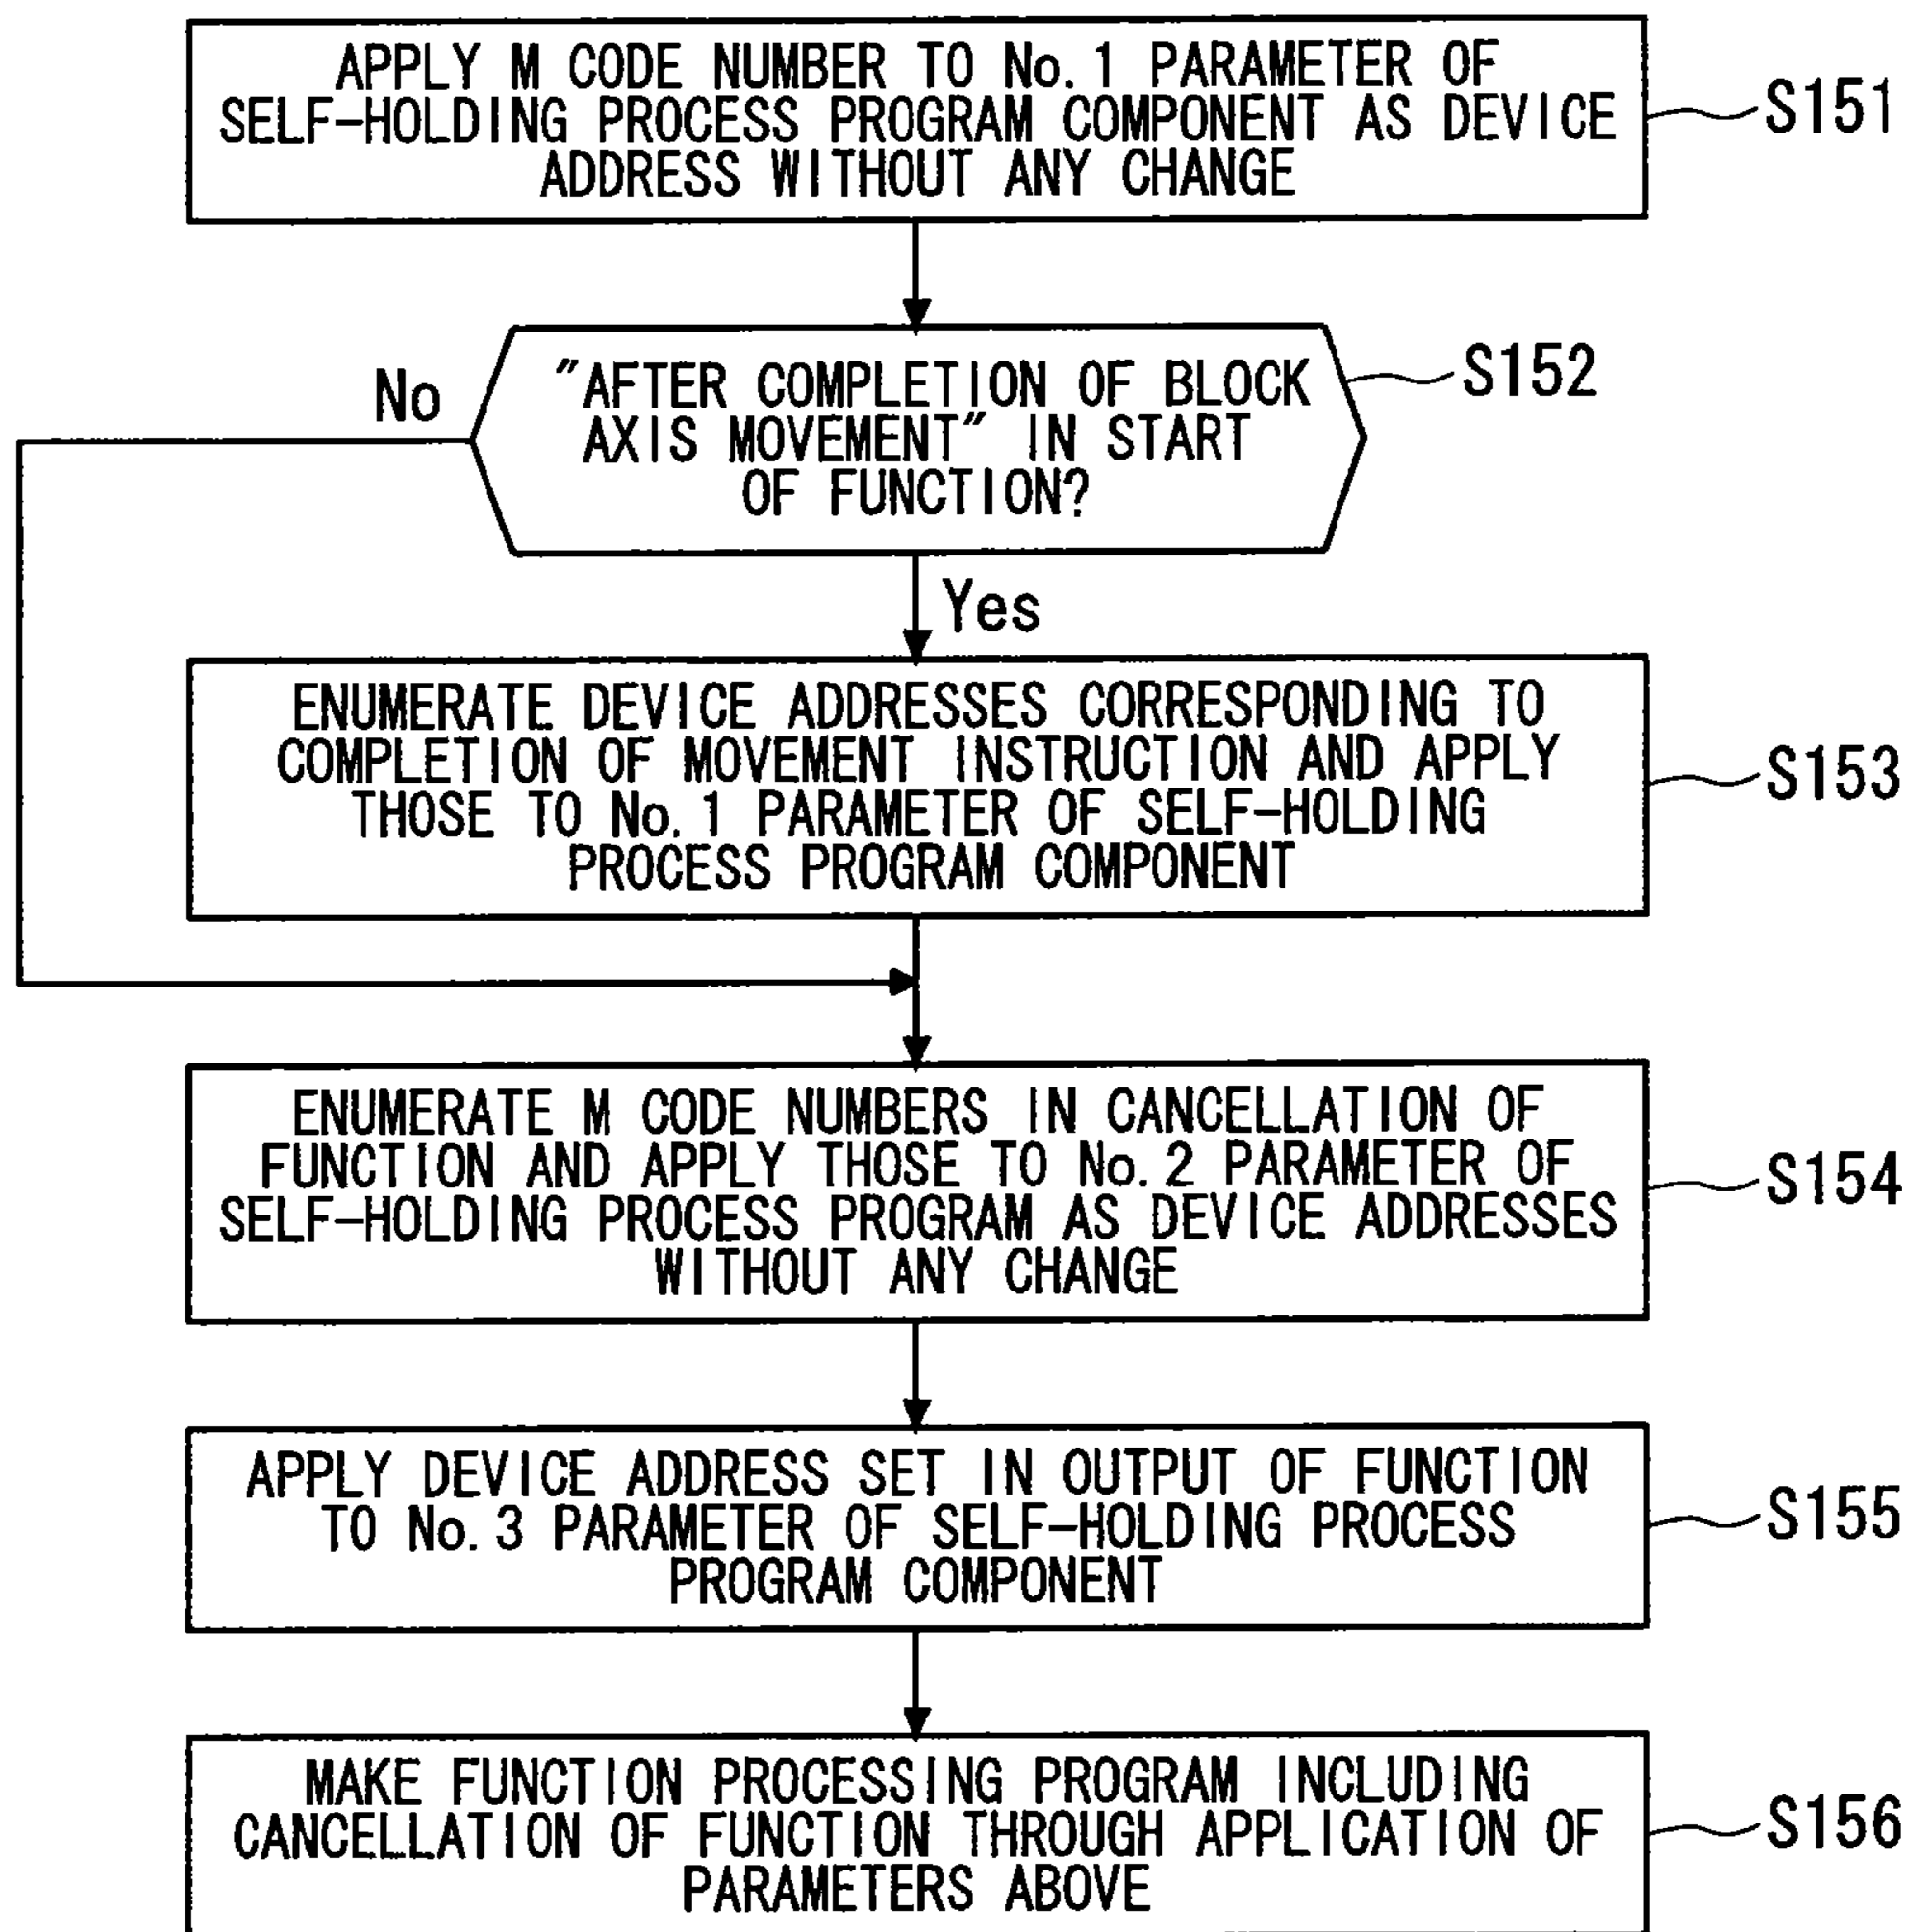 APPLY M CODE NUMBER TO No.1 PARAMETER OF
SELF-HOLDING PROCESS PROGRAM COMPONENT AS DEVICE
ADDRESS WITHOUT ANY CHANGE
S151
No
"AFTER COMPLETION OF BLOCK
AXIS MOVEMENT" IN START
OF FUNCTION?
S152
Yes
ENUMERATE DEVICE ADDRESSES CORRESPONDING TO
COMPLETION OF MOVEMENT INSTRUCTION AND APPLY
THOSE TO No.1 PARAMETER OF SELF-HOLDING
PROCESS PROGRAM COMPONENT
S153
ENUMERATE M CODE NUMBERS IN CANCELLATION OF
FUNCTION AND APPLY THOSE TO No.2 PARAMETER OF
SELF-HOLDING PROCESS PROGRAM AS DEVICE ADDRESSES
WITHOUT ANY CHANGE
S154
APPLY DEVICE ADDRESS SET IN OUTPUT OF FUNCTION
TO No.3 PARAMETER OF SELF-HOLDING PROCESS
PROGRAM COMPONENT
S155
MAKE FUNCTION PROCESSING PROGRAM INCLUDING
CANCELLATION OF FUNCTION THROUGH APPLICATION OF
PARAMETERS ABOVE
S156